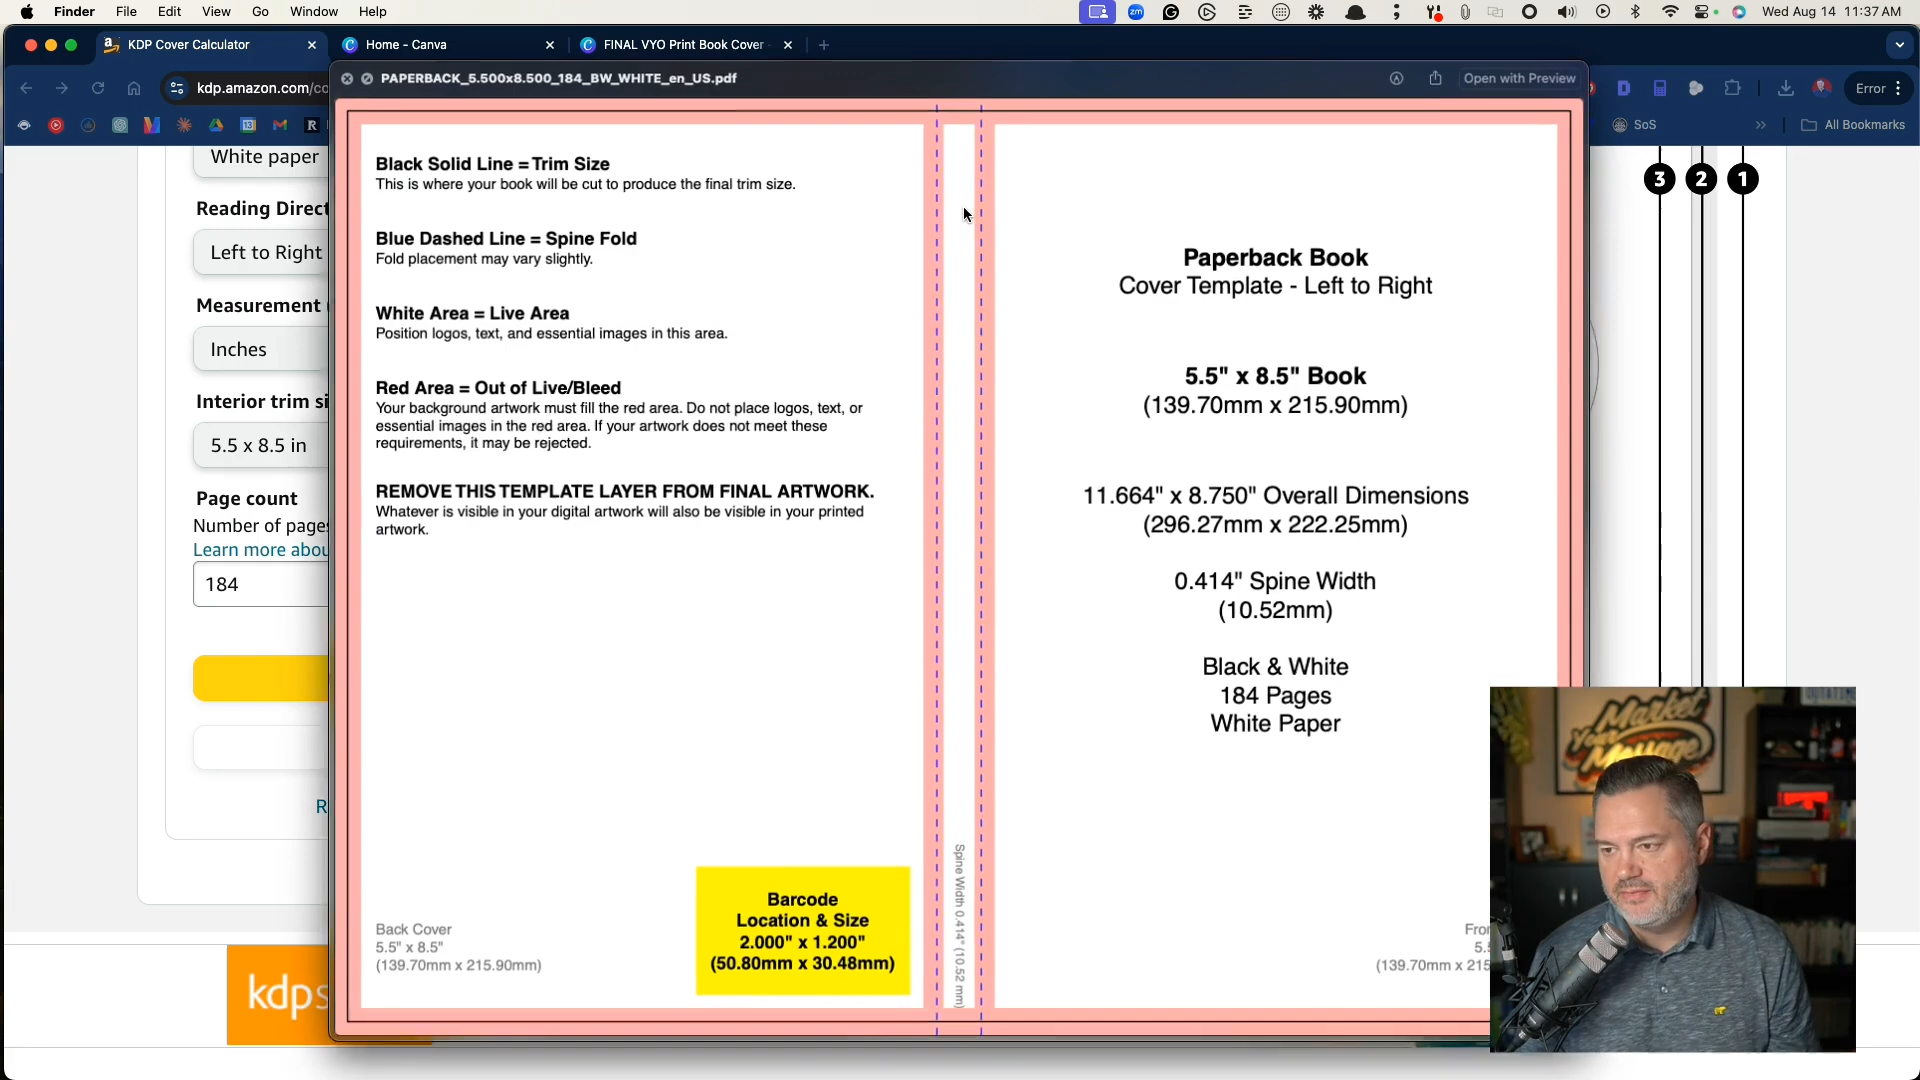 Finder File Edit View Go Window Help
Wed Aug 14 11:37 AM
KDP Cover Calculator
Home - Canva
FINAL VYO Print Book Cover
kdp.amazon.com/co
PAPERBACK_5.500x8.500_184_BW_WHITE_en_US.pdf
Open with Preview
Error
SoS
All Bookmarks
White paper
Reading Direct
Left to Right
Measurement
Inches
Interior trim si
5.5 x 8.5 in
Page count
Number of pages
Learn more abou
184
R
kdps
3 2 1
Black Solid Line = Trim Size
This is where your book will be cut to produce the final trim size.
Blue Dashed Line = Spine Fold
Fold placement may vary slightly.
White Area = Live Area
Position logos, text, and essential images in this area.
Red Area = Out of Live/Bleed
Your background artwork must fill the red area. Do not place logos, text, or
essential images in the red area. If your artwork does not meet these
requirements, it may be rejected.
REMOVE THIS TEMPLATE LAYER FROM FINAL ARTWORK.
Whatever is visible in your digital artwork will also be visible in your printed
artwork.
Back Cover
5.5" x 8.5"
(139.70mm x 215.90mm)
Barcode
Location & Size
2.000" x 1.200"
(50.80mm x 30.48mm)
Spine Width 0.414" (10.52 mm)
Paperback Book
Cover Template - Left to Right
5.5" x 8.5" Book
(139.70mm x 215.90mm)
11.664" x 8.750" Overall Dimensions
(296.27mm x 222.25mm)
0.414" Spine Width
(10.52mm)
Black & White
184 Pages
White Paper
Fron
5.5
(139.70mm x 215
Market
Your
Message